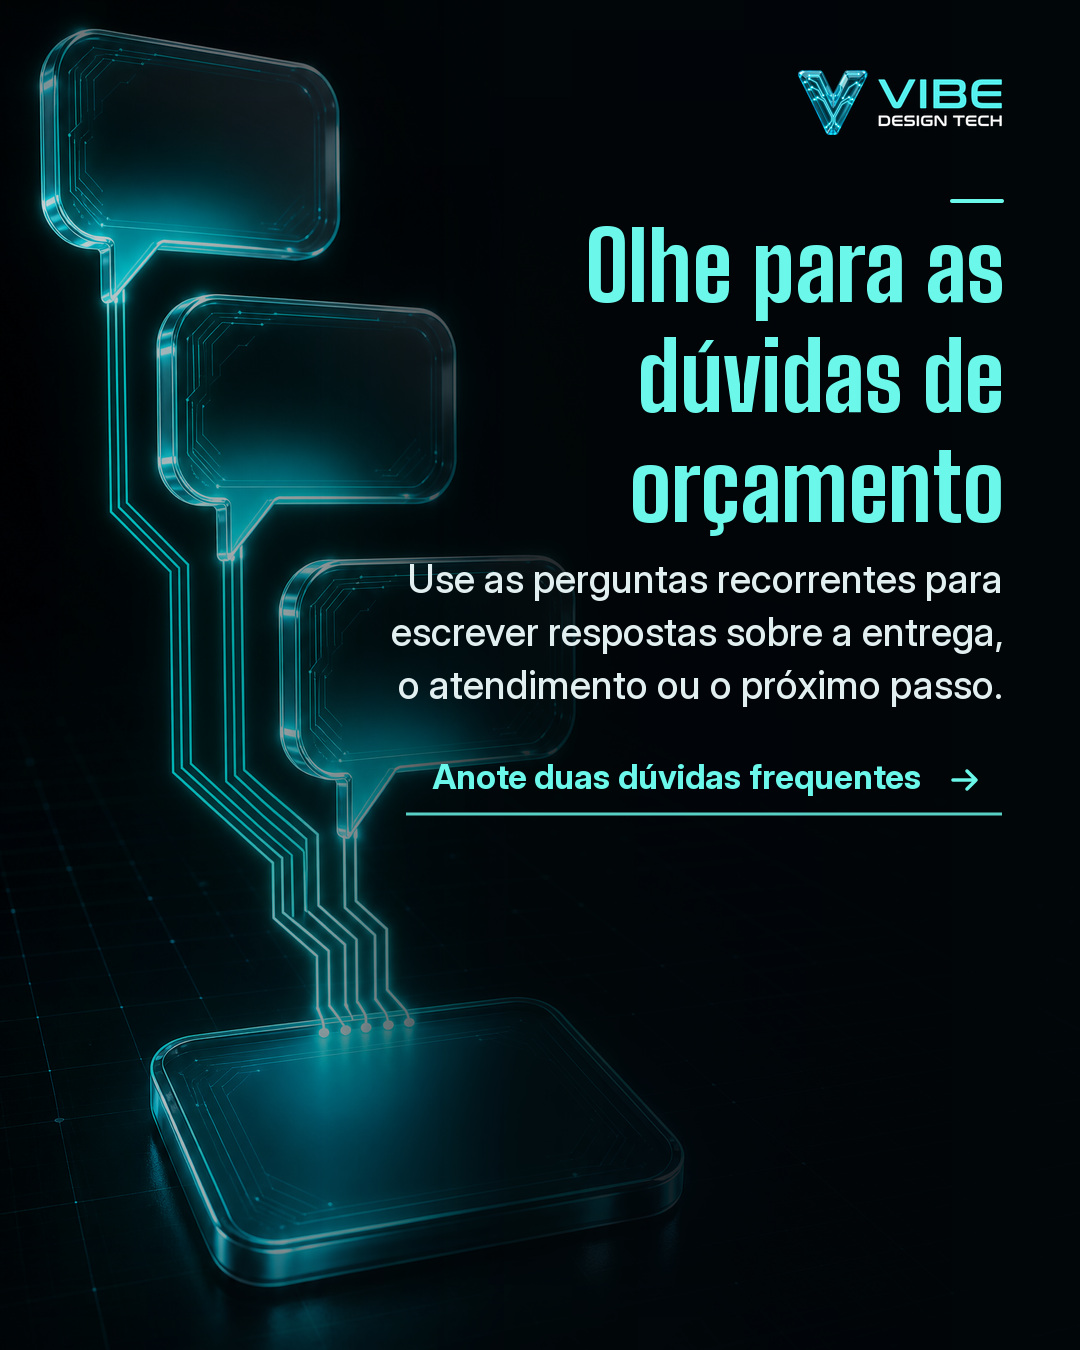 VIBE
DESIGN TECH
Olhe para as
dúvidas de
orçamento
Use as perguntas recorrentes para
escrever respostas sobre a entrega,
o atendimento ou o próximo passo.
Anote duas dúvidas frequentes →